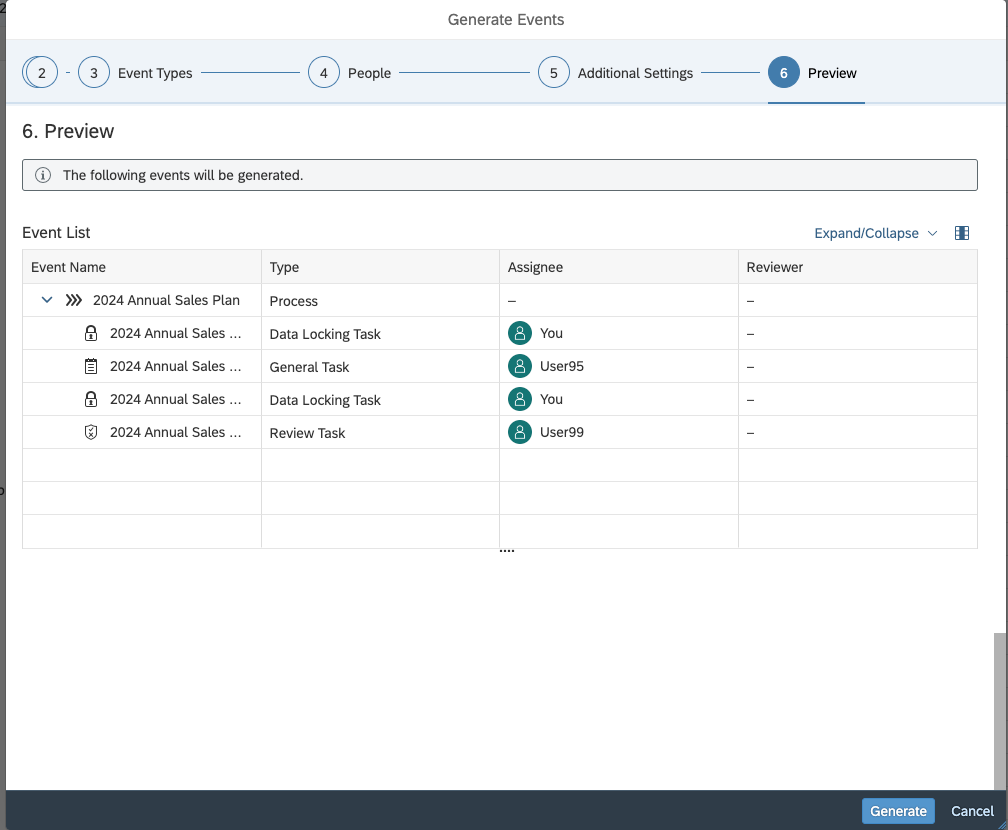 Generate Events
2 3 Event Types 4 People 5 Additional Settings 6 Preview
6. Preview
The following events will be generated.
Event List Expand/Collapse
Event Name Type Assignee Reviewer
2024 Annual Sales Plan Process – –
2024 Annual Sales ... Data Locking Task You –
2024 Annual Sales ... General Task User95 –
2024 Annual Sales ... Data Locking Task You –
2024 Annual Sales ... Review Task User99 –
....
Generate Cancel